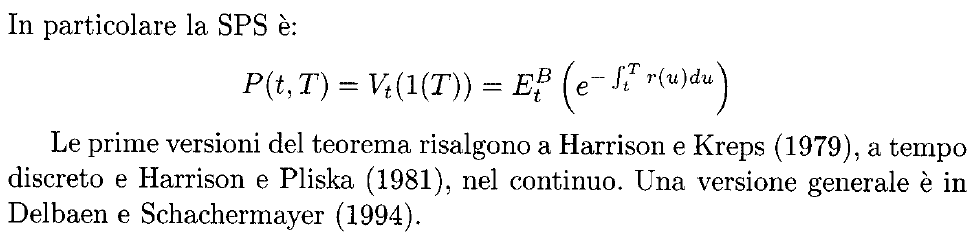 In particolare la SPS è:
P(t, T) = V_t(1(T)) = E_t^B (e^{-∫_t^T r(u)du})
Le prime versioni del teorema risalgono a Harrison e Kreps (1979), a tempo
discreto e Harrison e Pliska (1981), nel continuo. Una versione generale è in
Delbaen e Schachermayer (1994).